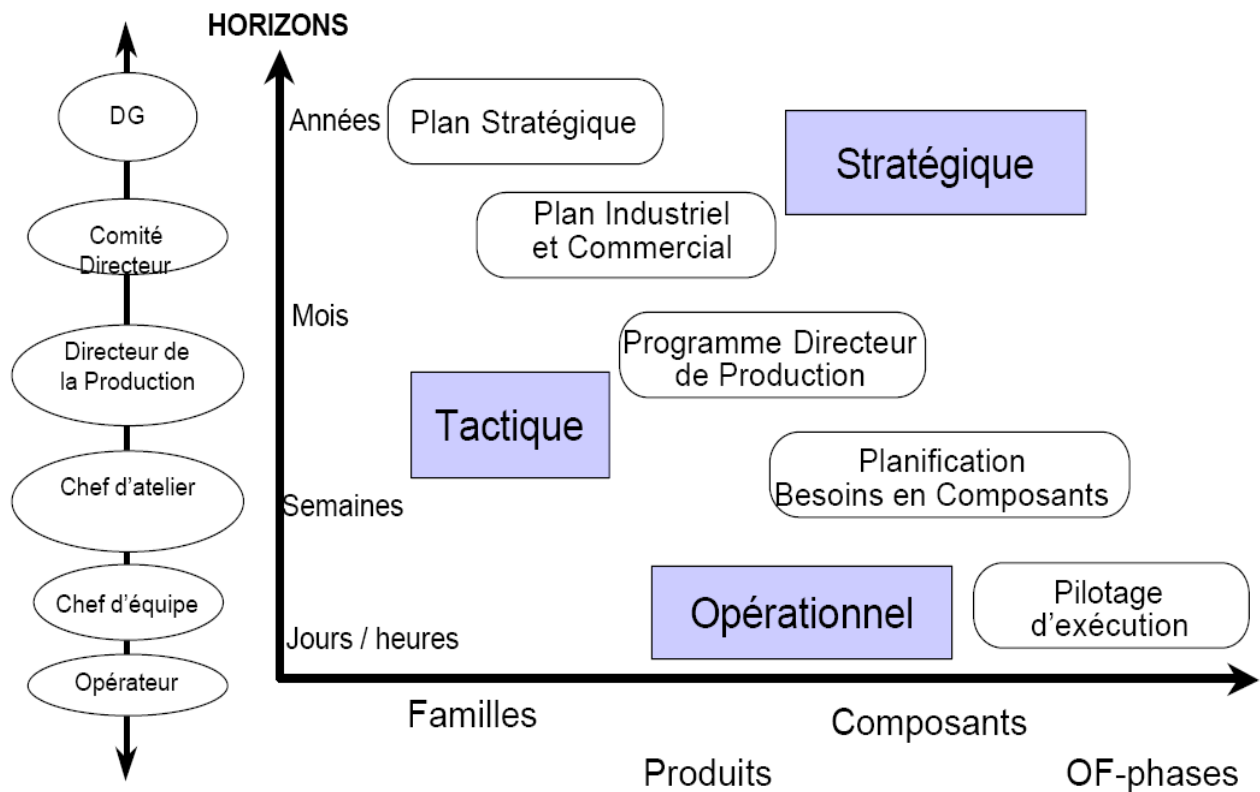 HORIZONS
DG
Années
Plan Stratégique
Stratégique
Comité
Directeur
Plan Industriel
et Commercial
Mois
Directeur de
la Production
Programme Directeur
de Production
Tactique
Chef d’atelier
Semaines
Planification
Besoins en Composants
Chef d’équipe
Jours / heures
Opérationnel
Pilotage
d’exécution
Opérateur
Familles
Composants
Produits
OF-phases